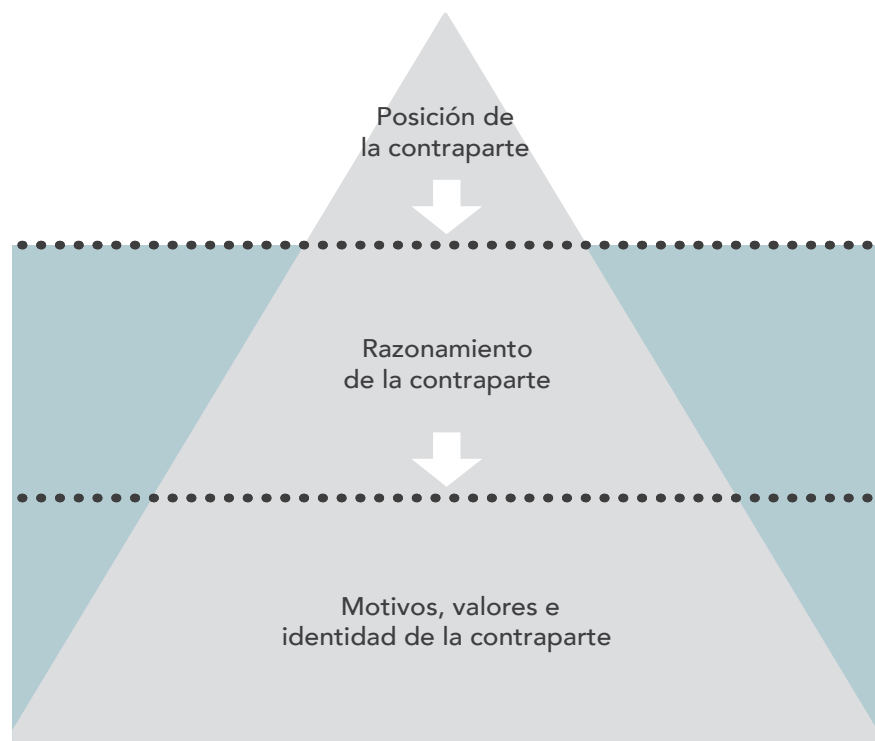 Posición de
la contraparte
Razonamiento
de la contraparte
Motivos, valores e
identidad de la contraparte